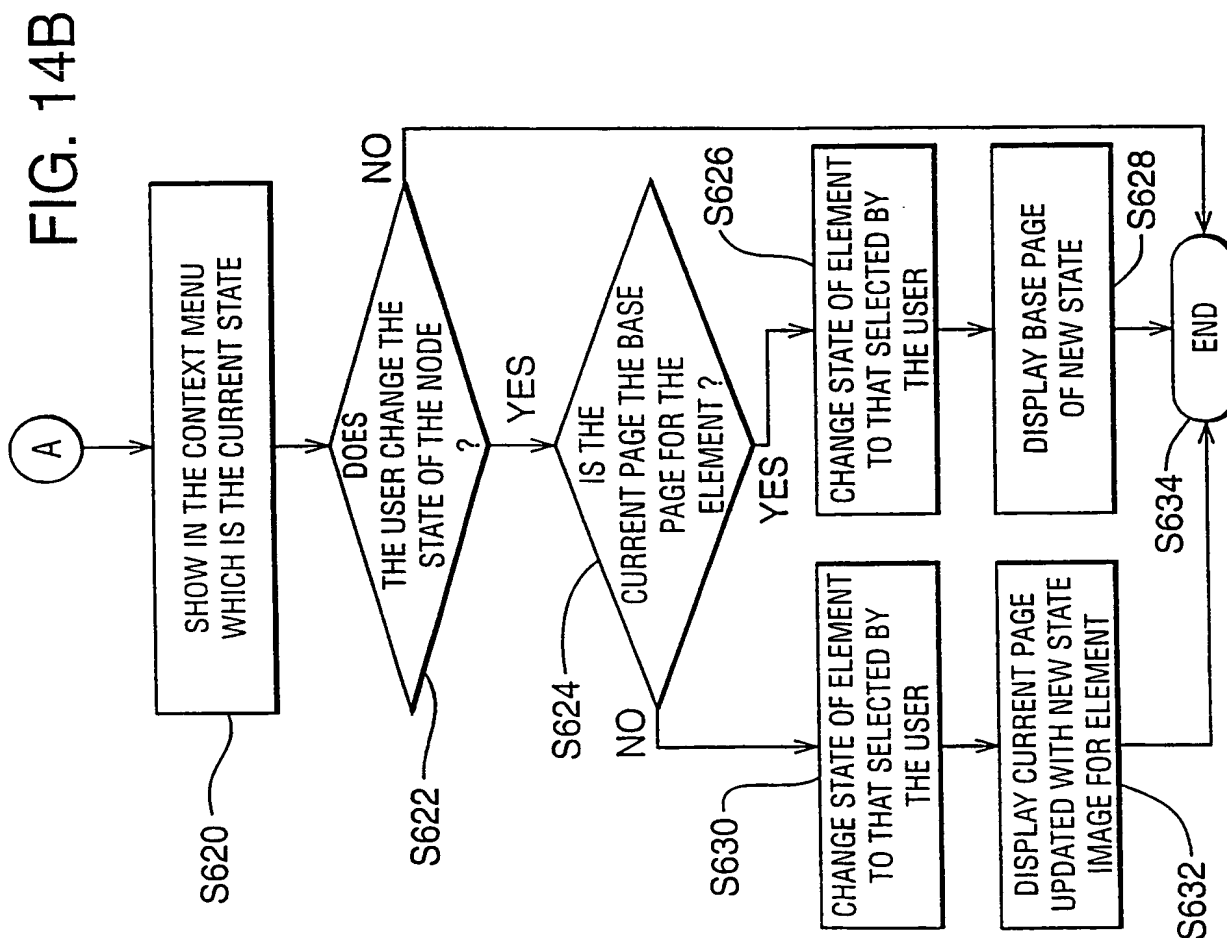 FIG. 14B
A
SHOW IN THE CONTEXT MENU
WHICH IS THE CURRENT STATE
S620
DOES
THE USER CHANGE THE
STATE OF THE NODE
?
S622
NO
YES
IS THE
CURRENT PAGE THE BASE
PAGE FOR THE
ELEMENT ?
S624
NO
YES
CHANGE STATE OF ELEMENT
TO THAT SELECTED BY
THE USER
S626
DISPLAY BASE PAGE
OF NEW STATE
S628
CHANGE STATE OF ELEMENT
TO THAT SELECTED BY
THE USER
S630
DISPLAY CURRENT PAGE
UPDATED WITH NEW STATE
IMAGE FOR ELEMENT
S632
END
S634